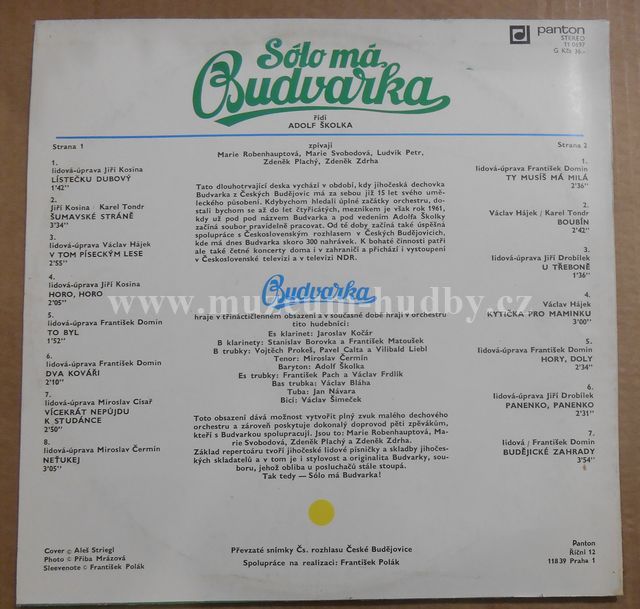 panton
STEREO
11 0597
G Kčs 36.-
Sólo má
Budvarka
řídí
ADOLF ŠKOLKA
Strana 1
1.
lidová-úprava Jiří Kosina
LÍSTEČKU DUBOVÝ
1'42"
2.
Jiří Kosina - Karel Tondr
ŠUMAVSKÉ STRÁNĚ
3'34"
3.
lidová-úprava Václav Hájek
V TOM PÍSECKÝM LESE
2'55"
4.
lidová-úprava Jiří Kosina
HORO, HORO
2'05"
5.
lidová-úprava František Domin
TO BYL
1'52"
6.
lidová-úprava František Domin
DVA KOVÁŘI
2'10"
7.
lidová-úprava Miroslav Císař
VÍCEKRÁT NEPŮJDU
K STUDÁNCE
2'50"
8.
lidová-úprava Miroslav Čermín
NEŤUKEJ
3'05"
zpívají
Marie Robenhauptová, Marie Svobodová, Ludvík Petr,
Zdeněk Plachý, Zdeněk Zdrha
Tato dlouhotrvající deska vychází v období, kdy jihočeská dechovka
Budvarka z Českých Budějovic má za sebou již 15 let svého uměl-
eckého působení. Kdybychom hledali úplné začátky orchestru, do-
stali bychom se až do let čtyřicátých, mezníkem je však rok 1961,
kdy už pod pod názvem Budvarka a pod vedením Adolfa Školky
začíná soubor pravidelně pracovat. Od té doby začíná také úspěšná
spolupráce s Československým rozhlasem v Českých Budějovicích,
kde má dnes Budvarka skoro 300 nahrávek. K bohaté činnosti patří
ale také četné koncerty doma i v zahraničí a přichází i vystoupení
v Československé televizi a v televizi NDR.
Budvarka
www.muzeum-hudby.cz
hraje v třináctičlenném obsazení a v současné době hrají v orchestru
tito hudebníci:
Es klarinet: Jaroslav Kočár
B klarinety: Stanislav Borovka a František Matoušek
B trubky: Vojtěch Prokeš, Pavel Calta a Vilibald Liebl
Tenor: Miroslav Čermín
Baryton: Adolf Školka
Es trubky: František Pach a Václav Frdlík
Bas trubka: Václav Bláha
Tuba: Jan Návara
Bicí: Václav Šimeček
Toto obsazení dává možnost vytvořit plný zvuk malého dechového
orchestru a zároveň poskytuje dokonalý doprovod pěti zpěvákům,
kteří s Budvarkou spolupracují. Jsou to: Marie Robenhauptová, Ma-
rie Svobodová, Zdeněk Plachý a Zdeněk Zdrha.
Základ repertoáru tvoří jihočeské lidové písničky a skladby jihočes-
kých skladatelů a v tom je i stylovost a originalita Budvarky, sou-
boru, jehož obliba u posluchačů stále stoupá.
Tak tedy — Sólo má Budvarka!
Strana 2
1.
lidová-úprava František Domin
TY MUSÍŠ MÁ MILÁ
2'36"
2.
Václav Hájek / Karel Tondr
BOUBÍN
2'42"
3.
lidová-úprava Jiří Drobílek
U TŘEBONĚ
1'36"
4.
Václav Hájek
KYTIČKA PRO MAMINKU
3'00"
5.
lidová-úprava František Domin
HORY, DOLY
2'34"
6.
lidová-úprava Jiří Drobílek
PANENKO, PANENKO
2'31"
7.
lidová / František Domin
BUDĚJICKÉ ZAHRADY
3'54"
Cover © Aleš Striegl
Photo © Přiba Mrázová
Sleevenote © František Polák
Převzaté snímky Čs. rozhlasu České Budějovice
Spolupráce na realizaci: František Polák
Panton
Říční 12
118 39 Praha 1